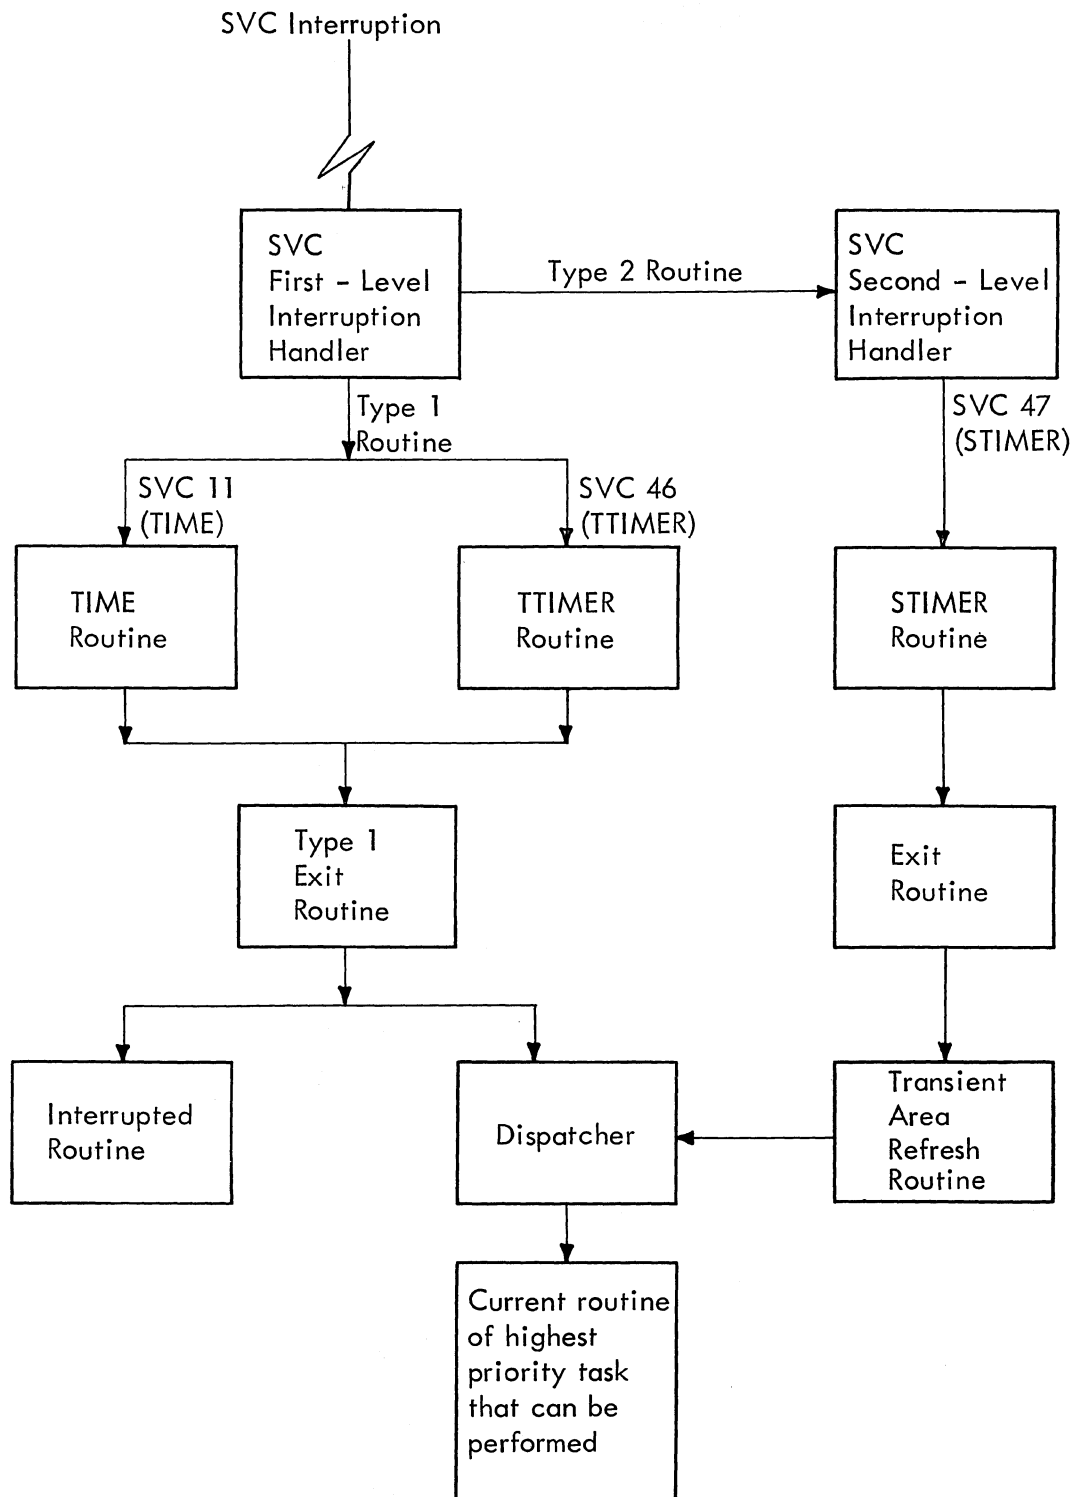 SVC Interruption
SVC
First - Level
Interruption
Handler
Type 2 Routine
SVC
Second - Level
Interruption
Handler
Type 1
Routine
SVC 47
(STIMER)
SVC 11
(TIME)
SVC 46
(TTIMER)
TIME
Routine
TTIMER
Routine
STIMER
Routine
Type 1
Exit
Routine
Exit
Routine
Interrupted
Routine
Dispatcher
Transient
Area
Refresh
Routine
Current routine
of highest
priority task
that can be
performed